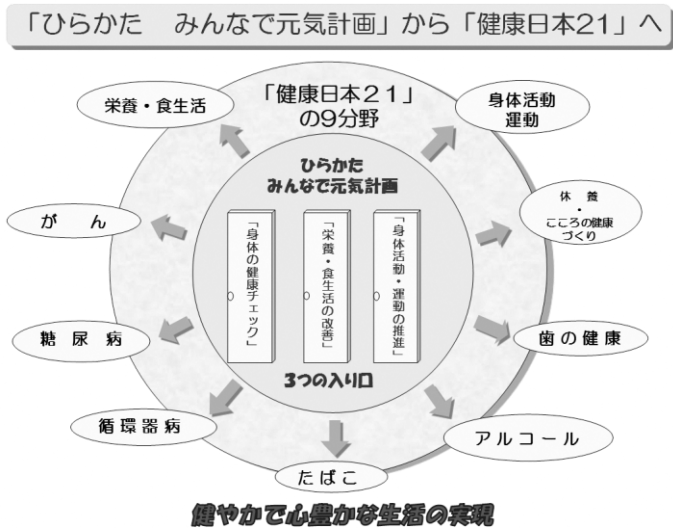 「ひらかた　みんなで元気計画」から「健康日本21」へ
「健康日本２１」
の９分野
栄養・食生活
身体活動
運動
ひらかた
みんなで元気計画
休　養
・
こころの健康
づくり
が　ん
「身体の健康チェック」
「栄養・食生活の改善」
「身体活動・運動の推進」
糖 尿 病
歯 の 健 康
３つの入り口
循 環 器 病
ア ル コ ー ル
た ば こ
健やかで心豊かな生活の実現